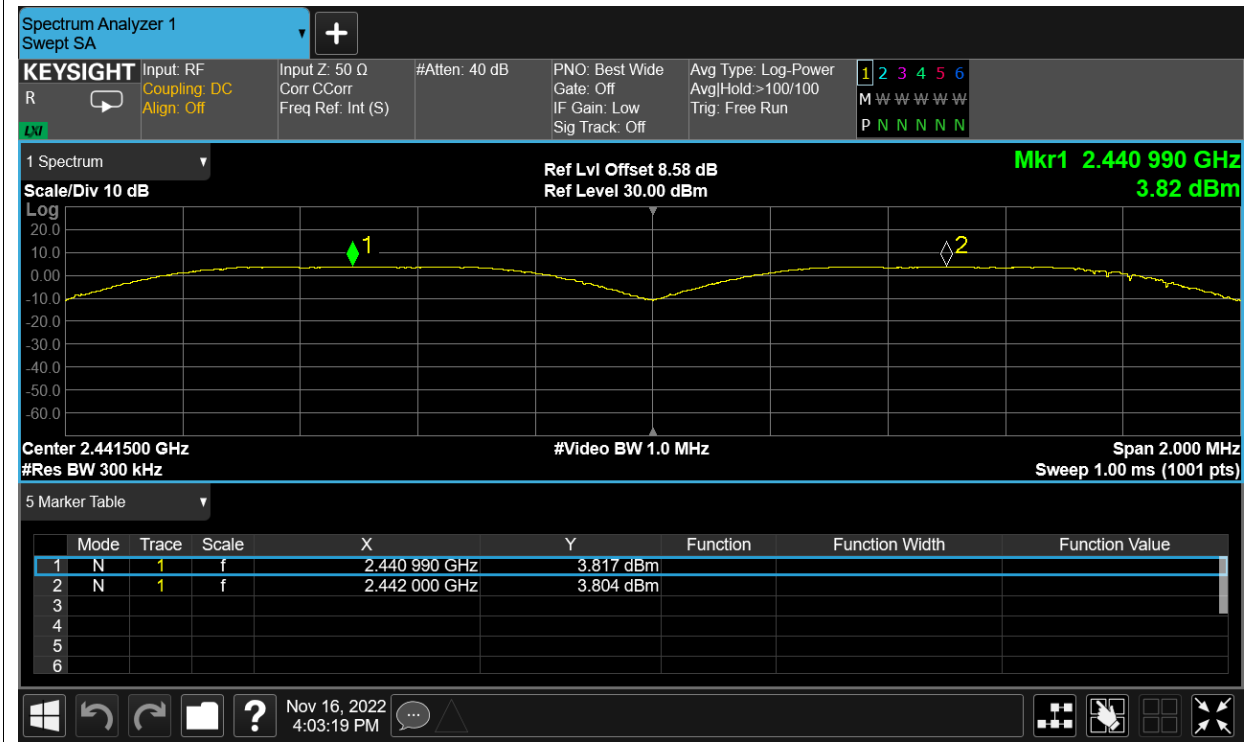 Spectrum Analyzer 1
Swept SA
KEYSIGHT
R
LXI
Input: RF
Coupling: DC
Align: Off
Input Z: 50 Ω
Corr CCorr
Freq Ref: Int (S)
#Atten: 40 dB
PNO: Best Wide
Gate: Off
IF Gain: Low
Sig Track: Off
Avg Type: Log-Power
Avg|Hold:>100/100
Trig: Free Run
1 2 3 4 5 6
M W W W W W
P N N N N N
1 Spectrum
Scale/Div 10 dB
Ref Lvl Offset 8.58 dB
Ref Level 30.00 dBm
Mkr1 2.440 990 GHz
3.82 dBm
Log
20.0
10.0
0.00
-10.0
-20.0
-30.0
-40.0
-50.0
-60.0
1
2
Center 2.441500 GHz
#Video BW 1.0 MHz
Span 2.000 MHz
#Res BW 300 kHz
Sweep 1.00 ms (1001 pts)
5 Marker Table
Mode Trace Scale X Y Function Function Width Function Value
1 N 1 f 2.440 990 GHz 3.817 dBm
2 N 1 f 2.442 000 GHz 3.804 dBm
3
4
5
6
?
Nov 16, 2022
4:03:19 PM